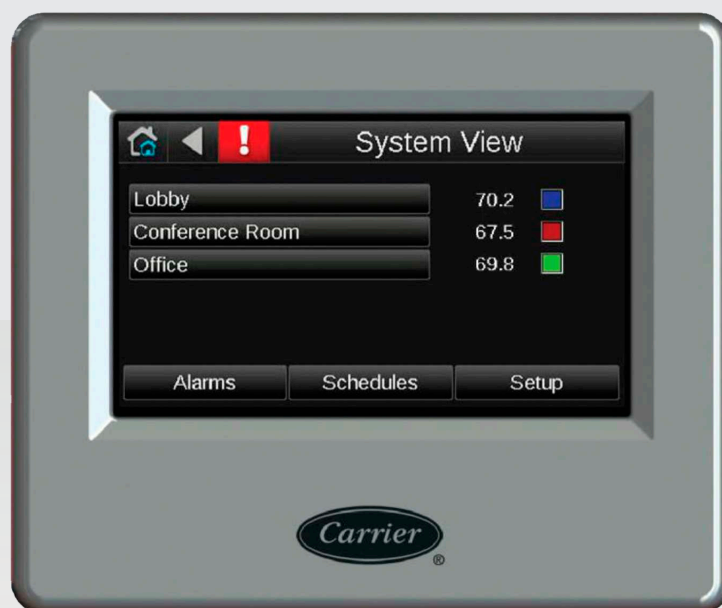 ! System View
Lobby 70.2
Conference Room 67.5
Office 69.8
Alarms Schedules Setup
Carrier ®